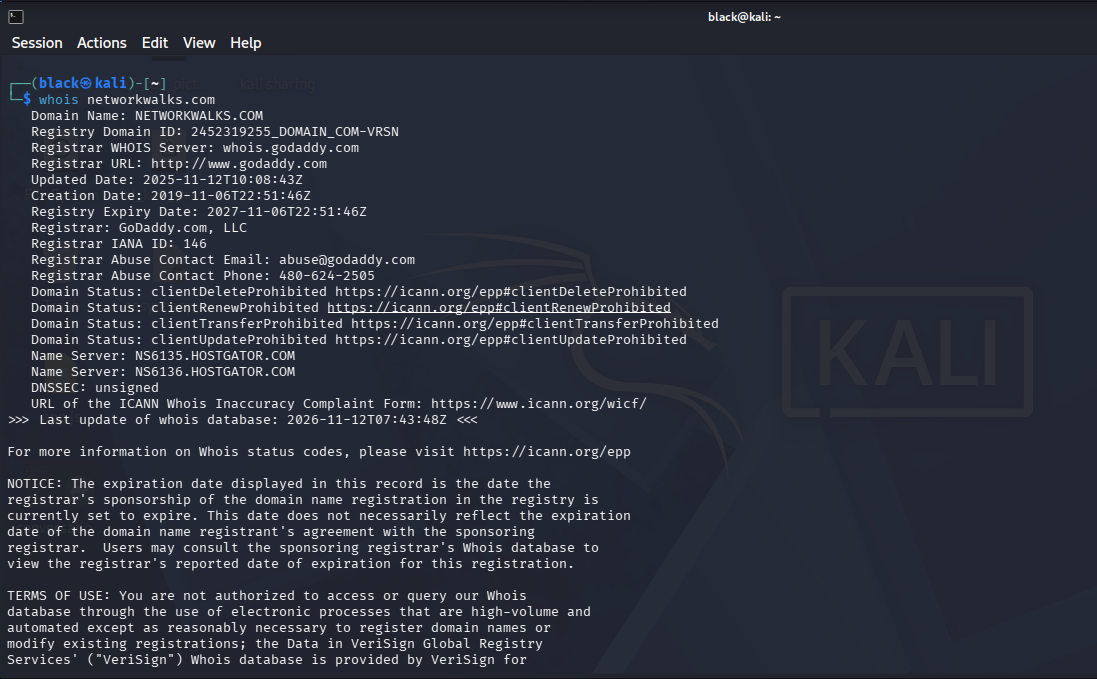 black@kali: ~
Session Actions Edit View Help
┌──(black㉿kali)-[~]
└─$ whois networkwalks.com
Domain Name: NETWORKWALKS.COM
Registry Domain ID: 2452319255_DOMAIN_COM-VRSN
Registrar WHOIS Server: whois.godaddy.com
Registrar URL: http://www.godaddy.com
Updated Date: 2025-11-12T10:08:43Z
Creation Date: 2019-11-06T22:51:46Z
Registry Expiry Date: 2027-11-06T22:51:46Z
Registrar: GoDaddy.com, LLC
Registrar IANA ID: 146
Registrar Abuse Contact Email: abuse@godaddy.com
Registrar Abuse Contact Phone: 480-624-2505
Domain Status: clientDeleteProhibited https://icann.org/epp#clientDeleteProhibited
Domain Status: clientRenewProhibited https://icann.org/epp#clientRenewProhibited
Domain Status: clientTransferProhibited https://icann.org/epp#clientTransferProhibited
Domain Status: clientUpdateProhibited https://icann.org/epp#clientUpdateProhibited
Name Server: NS6135.HOSTGATOR.COM
Name Server: NS6136.HOSTGATOR.COM
DNSSEC: unsigned
URL of the ICANN Whois Inaccuracy Complaint Form: https://www.icann.org/wicf/
>>> Last update of whois database: 2026-11-12T07:43:48Z <<<
For more information on Whois status codes, please visit https://icann.org/epp
NOTICE: The expiration date displayed in this record is the date the
registrar's sponsorship of the domain name registration in the registry is
currently set to expire. This date does not necessarily reflect the expiration
date of the domain name registrant's agreement with the sponsoring
registrar.  Users may consult the sponsoring registrar's Whois database to
view the registrar's reported date of expiration for this registration.
TERMS OF USE: You are not authorized to access or query our Whois
database through the use of electronic processes that are high-volume and
automated except as reasonably necessary to register domain names or
modify existing registrations; the Data in VeriSign Global Registry
Services' ("VeriSign") Whois database is provided by VeriSign for
KALI